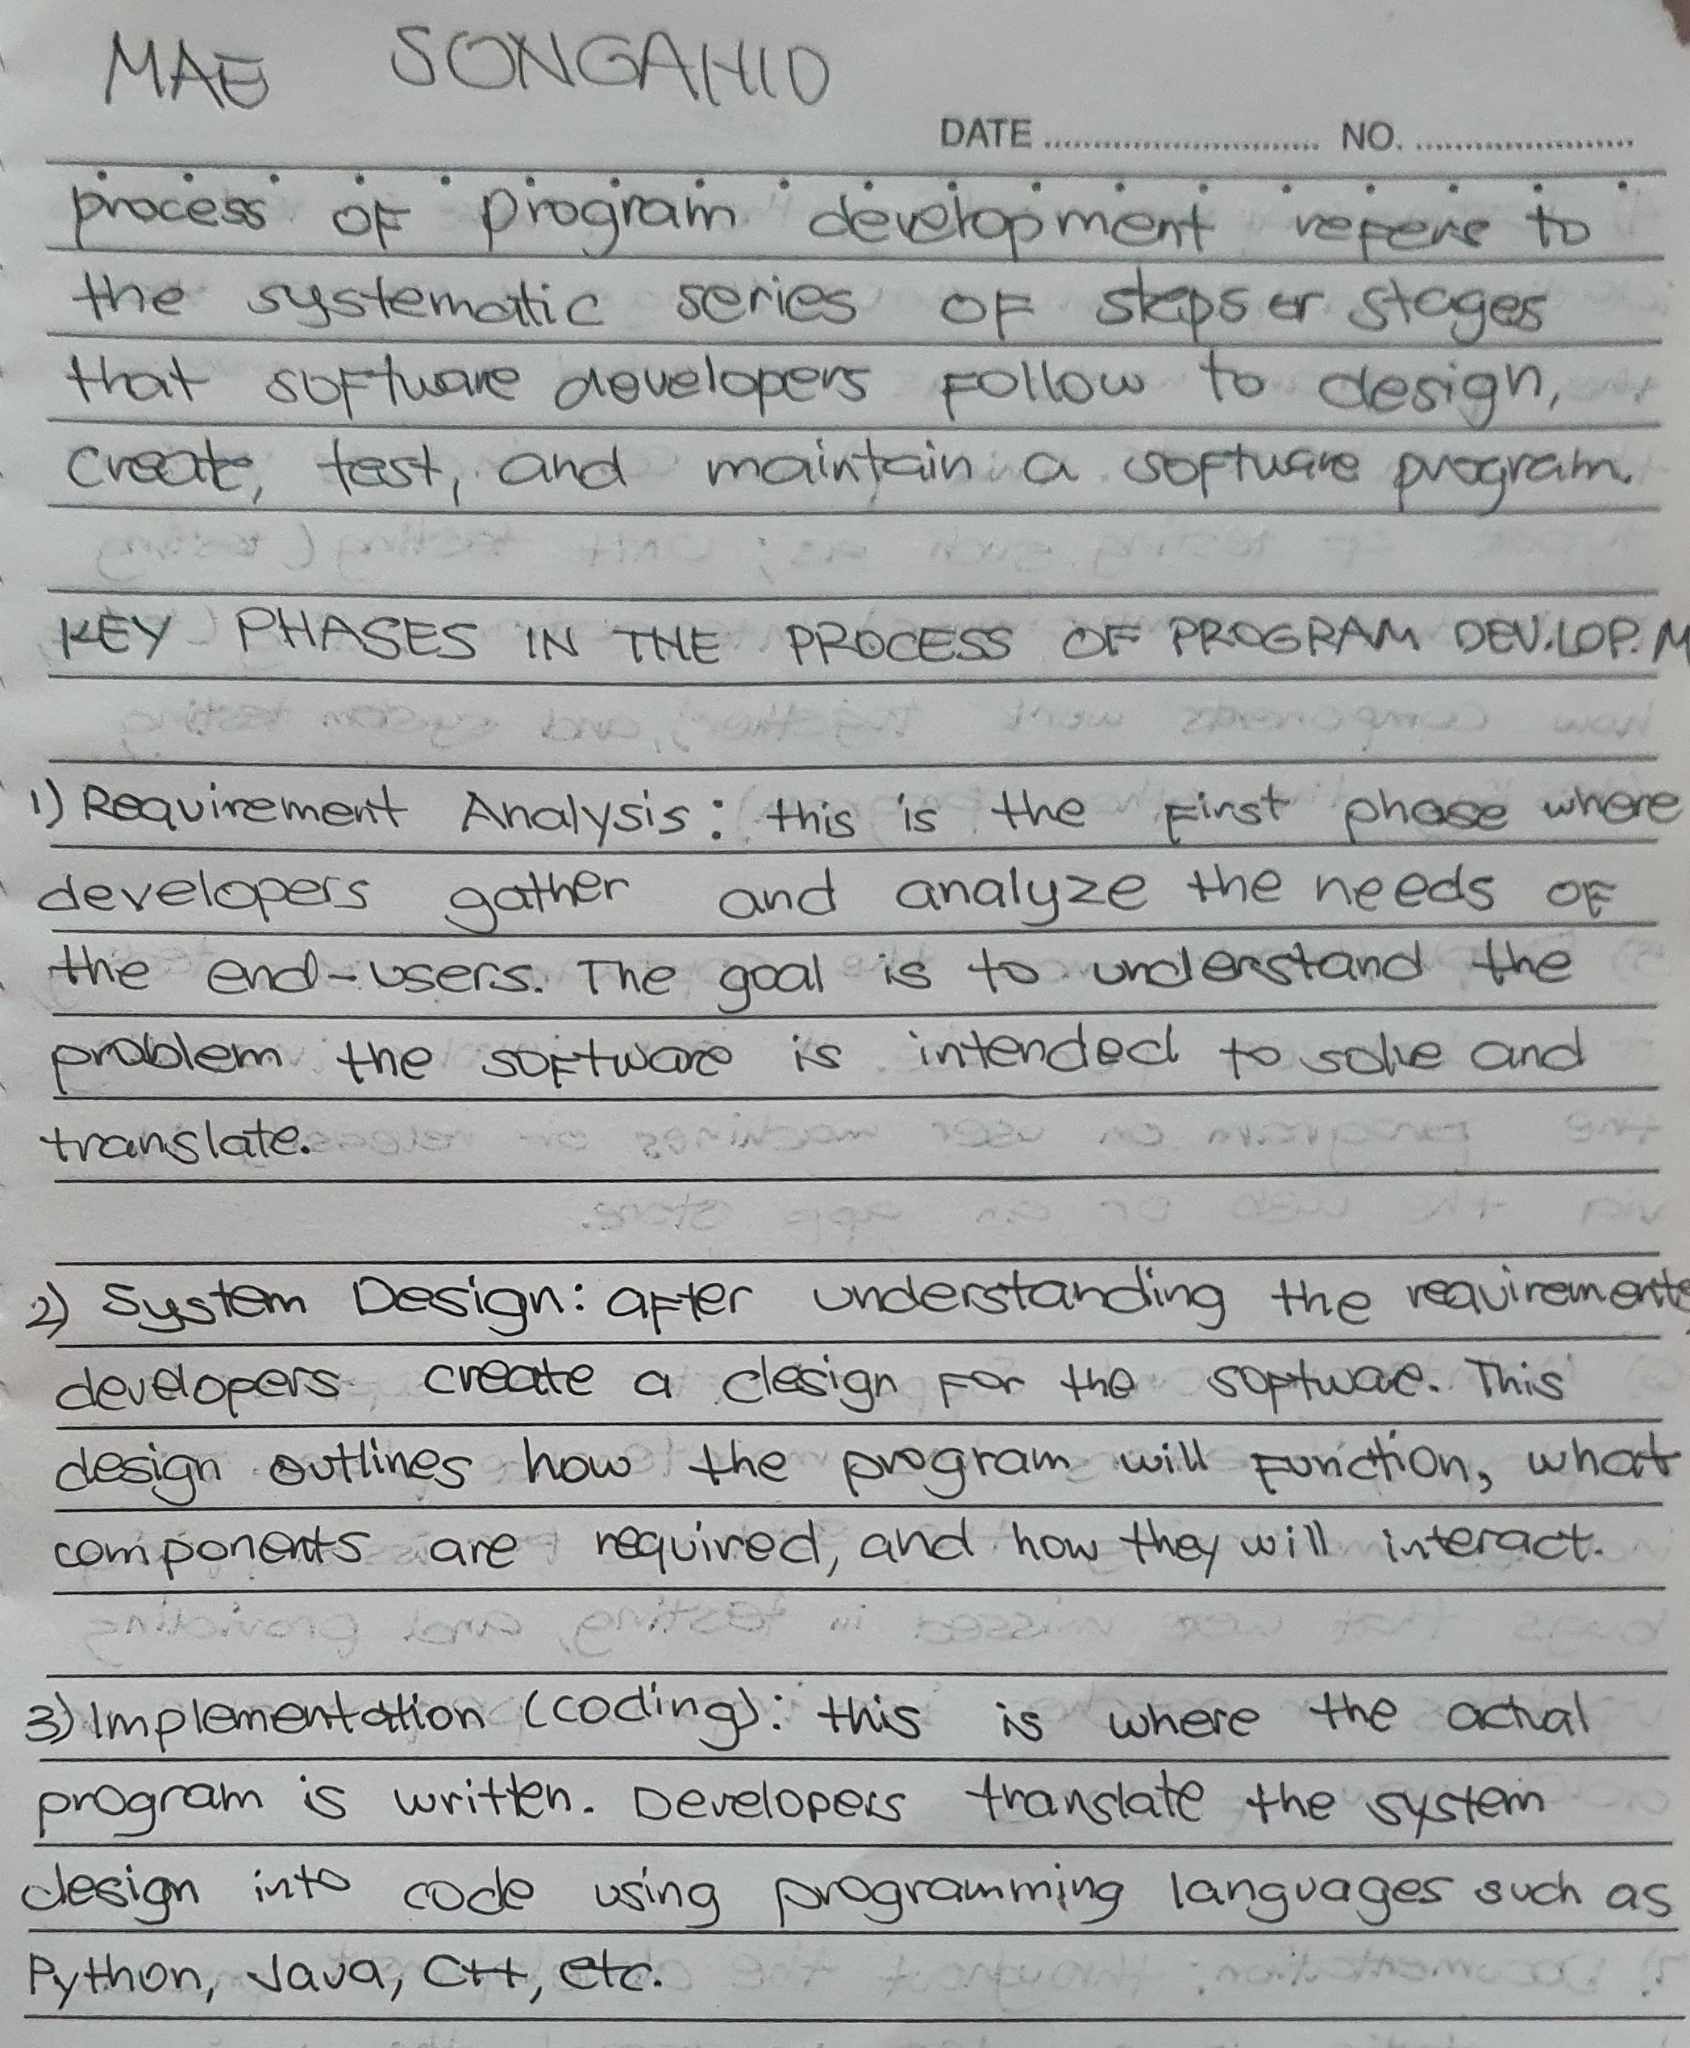 MAE SONGAHID
DATE ........................ NO. ....................
process of program development refers to
the systematic series of steps or stages
that software developers follow to design,
create, test, and maintain a software program.
KEY PHASES IN THE PROCESS OF PROGRAM DEV.LOP.M
1) Requirement Analysis: this is the first phase where
developers gather and analyze the needs of
the end-users. The goal is to understand the
problem the software is intended to solve and
translate.
2) System Design: after understanding the requirements,
developers create a design for the softwae. This
design outlines how the program will function, what
components are required, and how they will interact.
3) Implementation (coding): this is where the actual
program is written. Developers translate the system
design into code using programming languages such as
Python, Java, C++, etc.